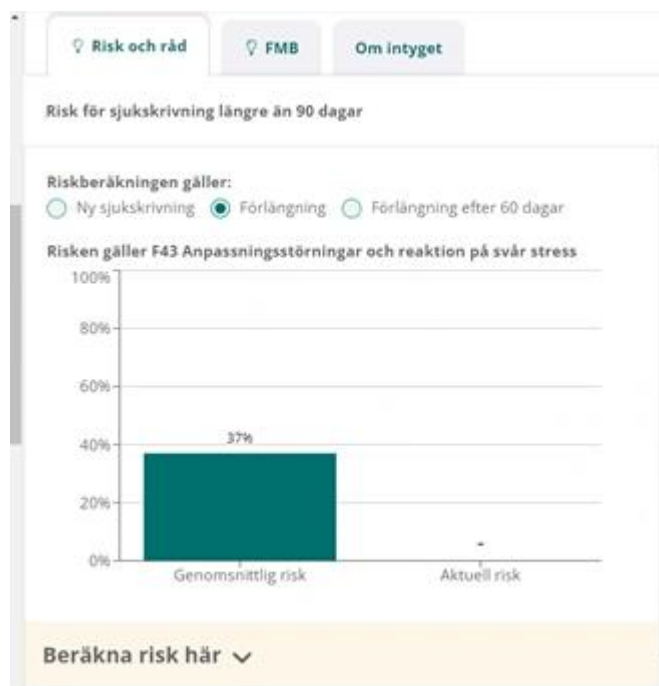 Risk och råd FMB Om intyget
Risk för sjukskrivning längre än 90 dagar
Riskberäkningen gäller:
Ny sjukskrivning Förlängning Förlängning efter 60 dagar
Risken gäller F43 Anpassningsstörningar och reaktion på svår stress
100%
80%
60%
40%
37%
20%
-
0%
Genomsnittlig risk Aktuell risk
Beräkna risk här